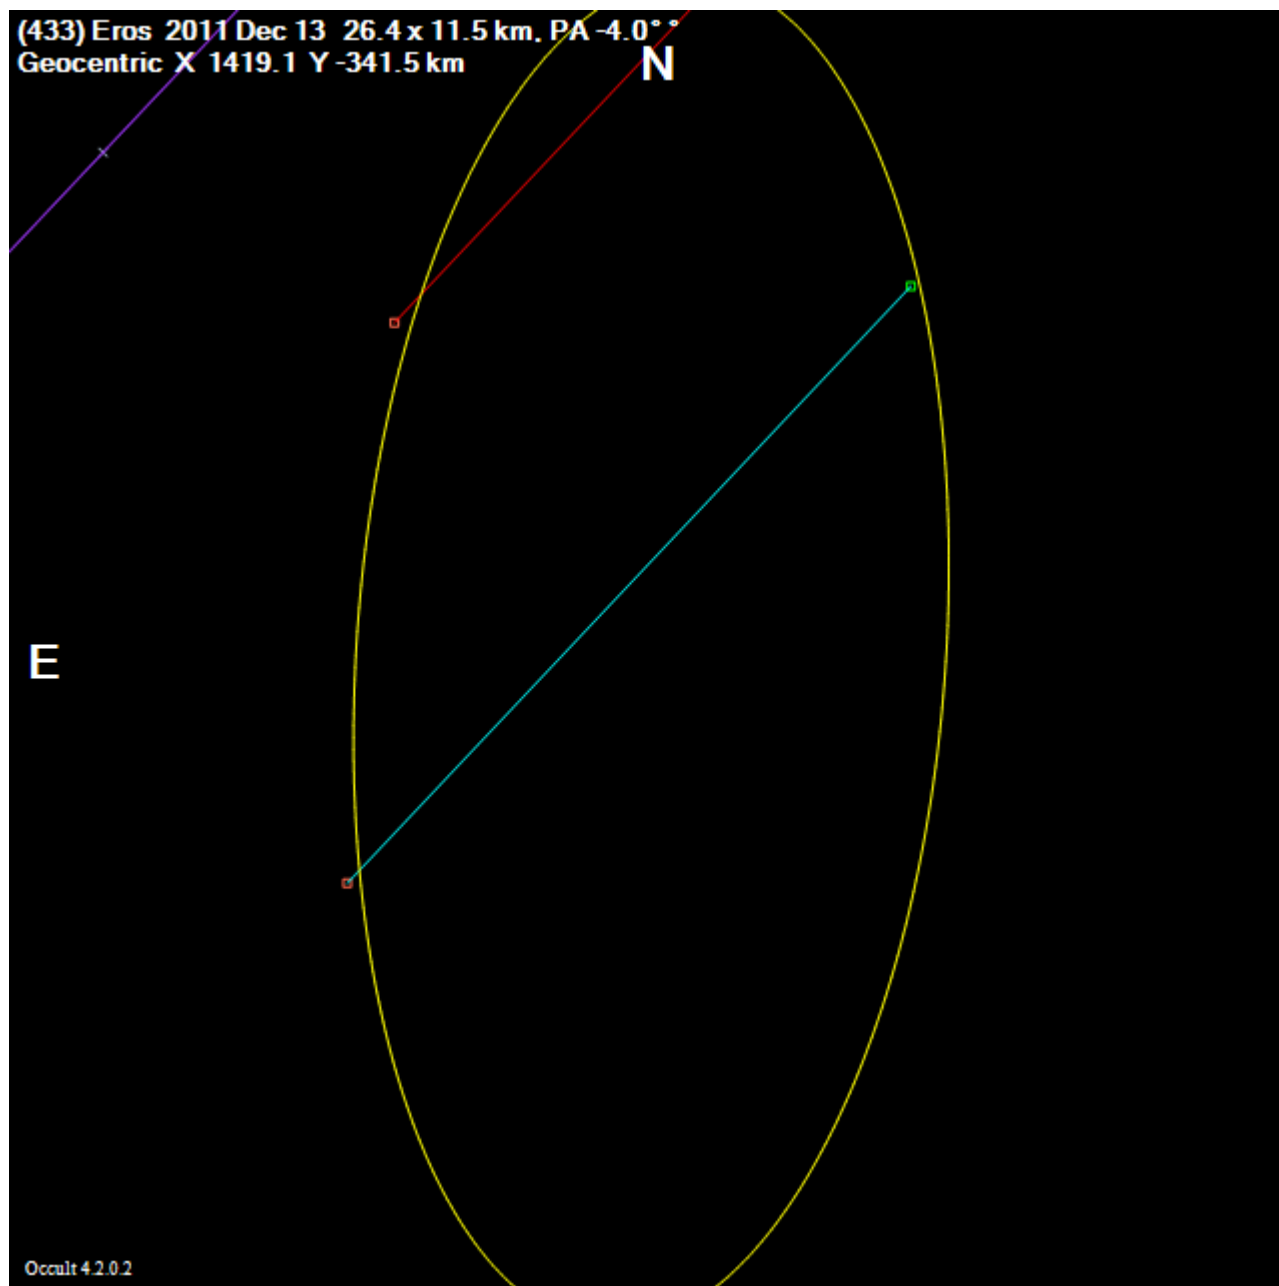 (433) Eros 2011 Dec 13 26.4 x 11.5 km, PA -4.0° °
Geocentric X 1419.1 Y -341.5 km
N
E
Occult 4.2.0.2